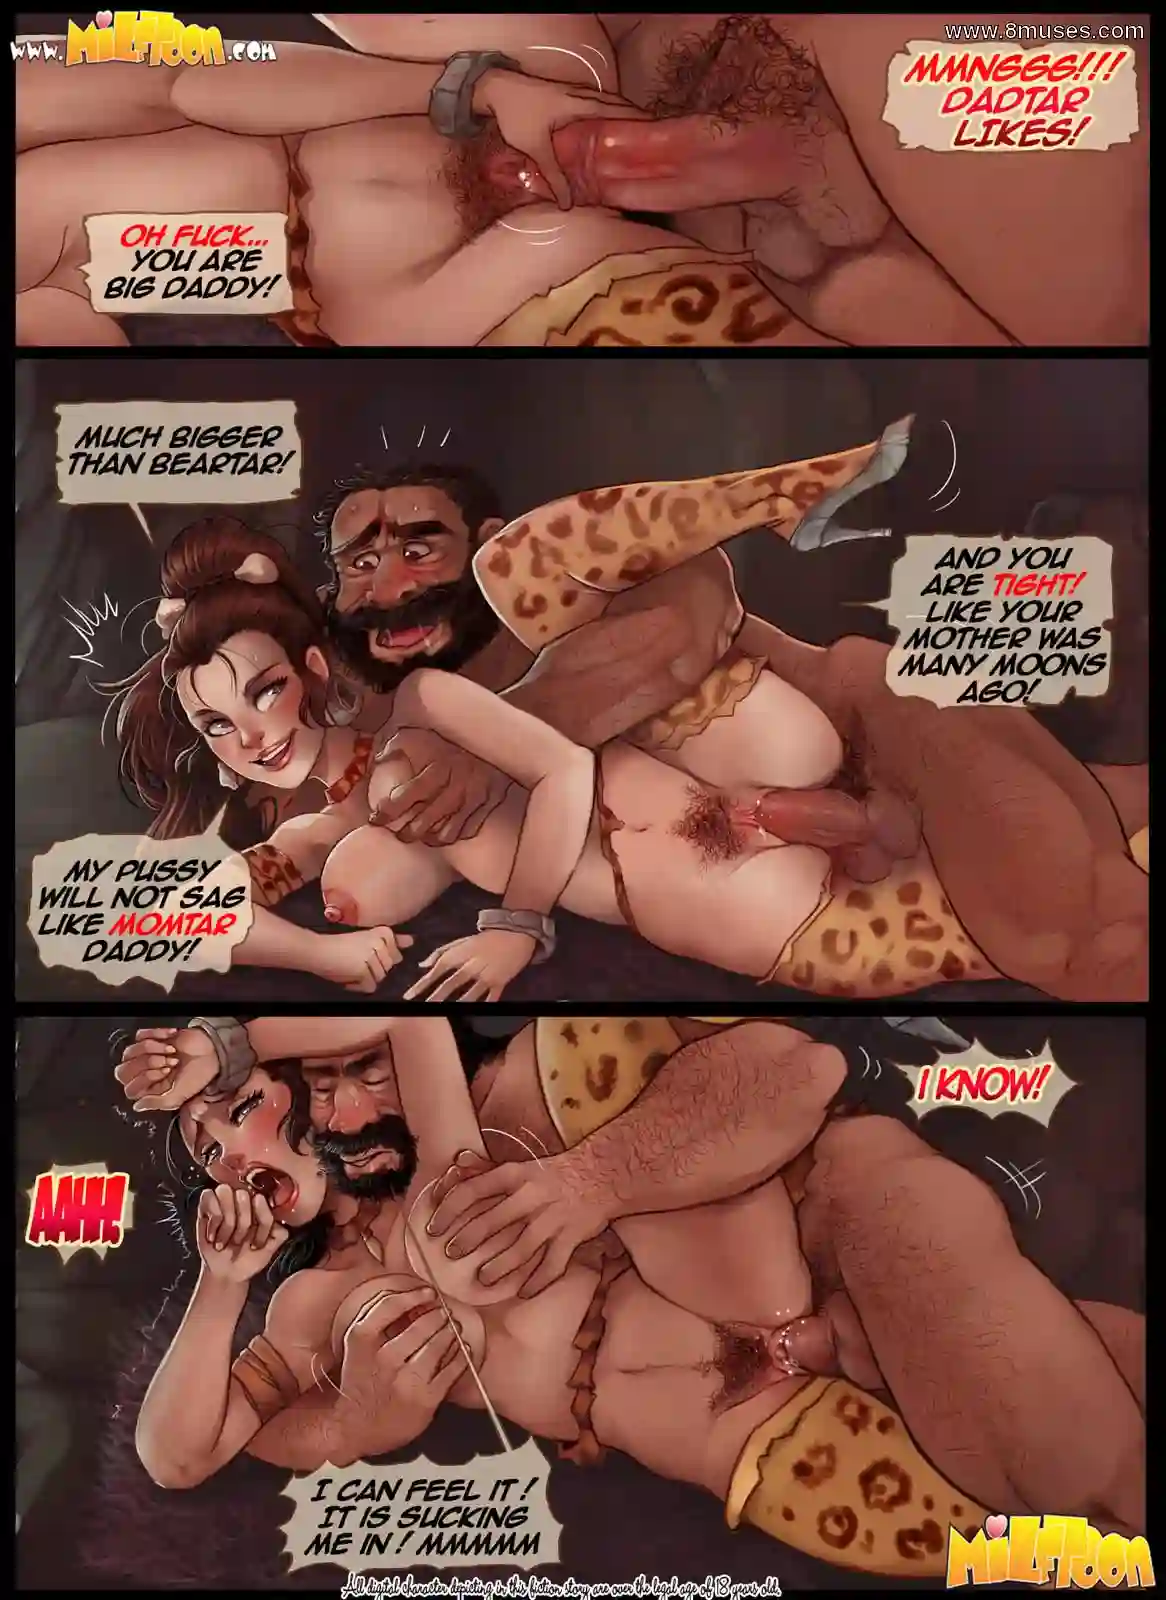 www.8muses.com
www.MILFToon.com
MMNGGG!!!
DADTAR
LIKES!
OH FUCK...
YOU ARE
BIG DADDY!
MUCH BIGGER
THAN BEARTAR!
AND YOU
ARE TIGHT!
LIKE YOUR
MOTHER WAS
MANY MOONS
AGO!
MY PUSSY
WILL NOT SAG
LIKE MOMTAR
DADDY!
I KNOW!
AAHH!
I CAN FEEL IT!
IT IS SUCKING
ME IN! MMMMM
MILFToon
All digital character depicting in this fiction story are over the legal age of 18 years old.